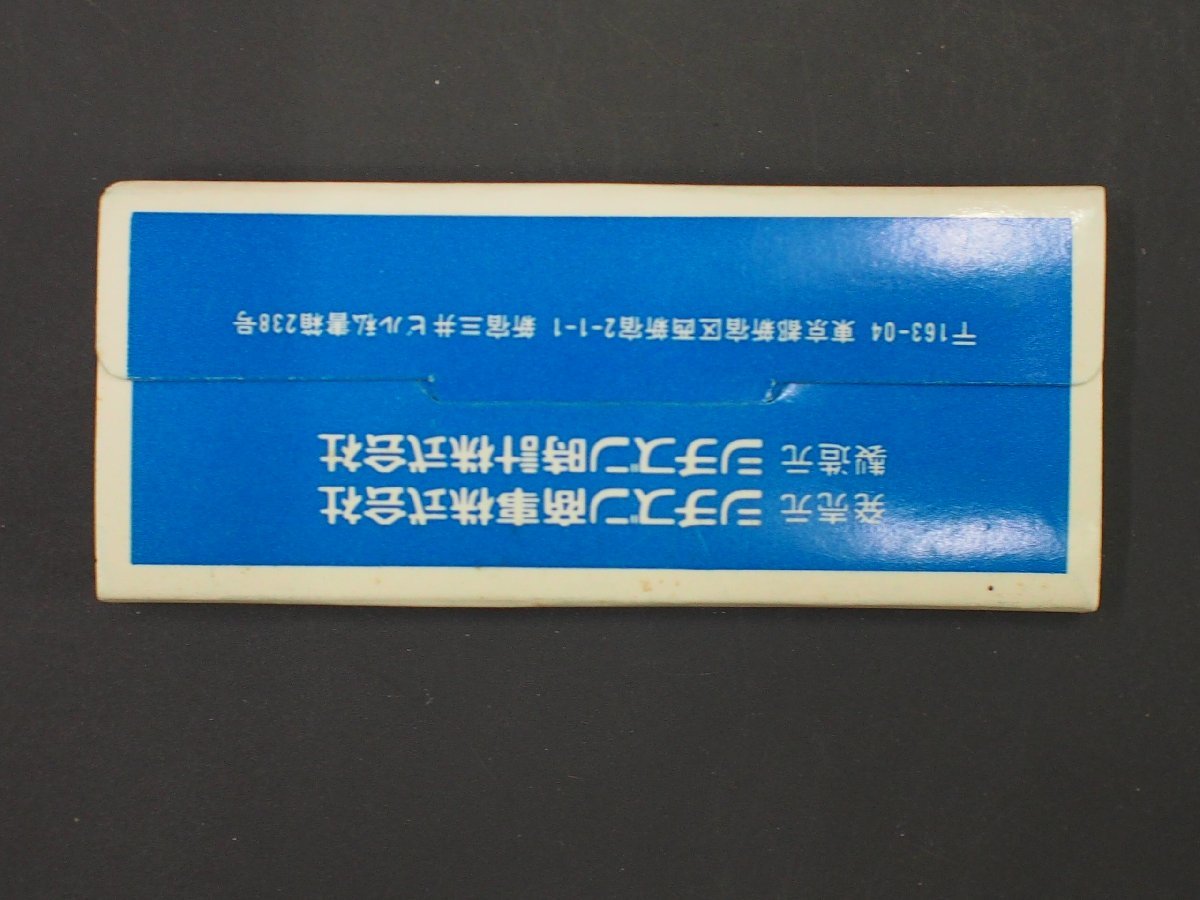 発売元 シチズン商事株式会社
製造元 シチズン時計株式会社
〒163-04 東京都新宿区西新宿2-1-1 新宿三井ビル私書箱238号